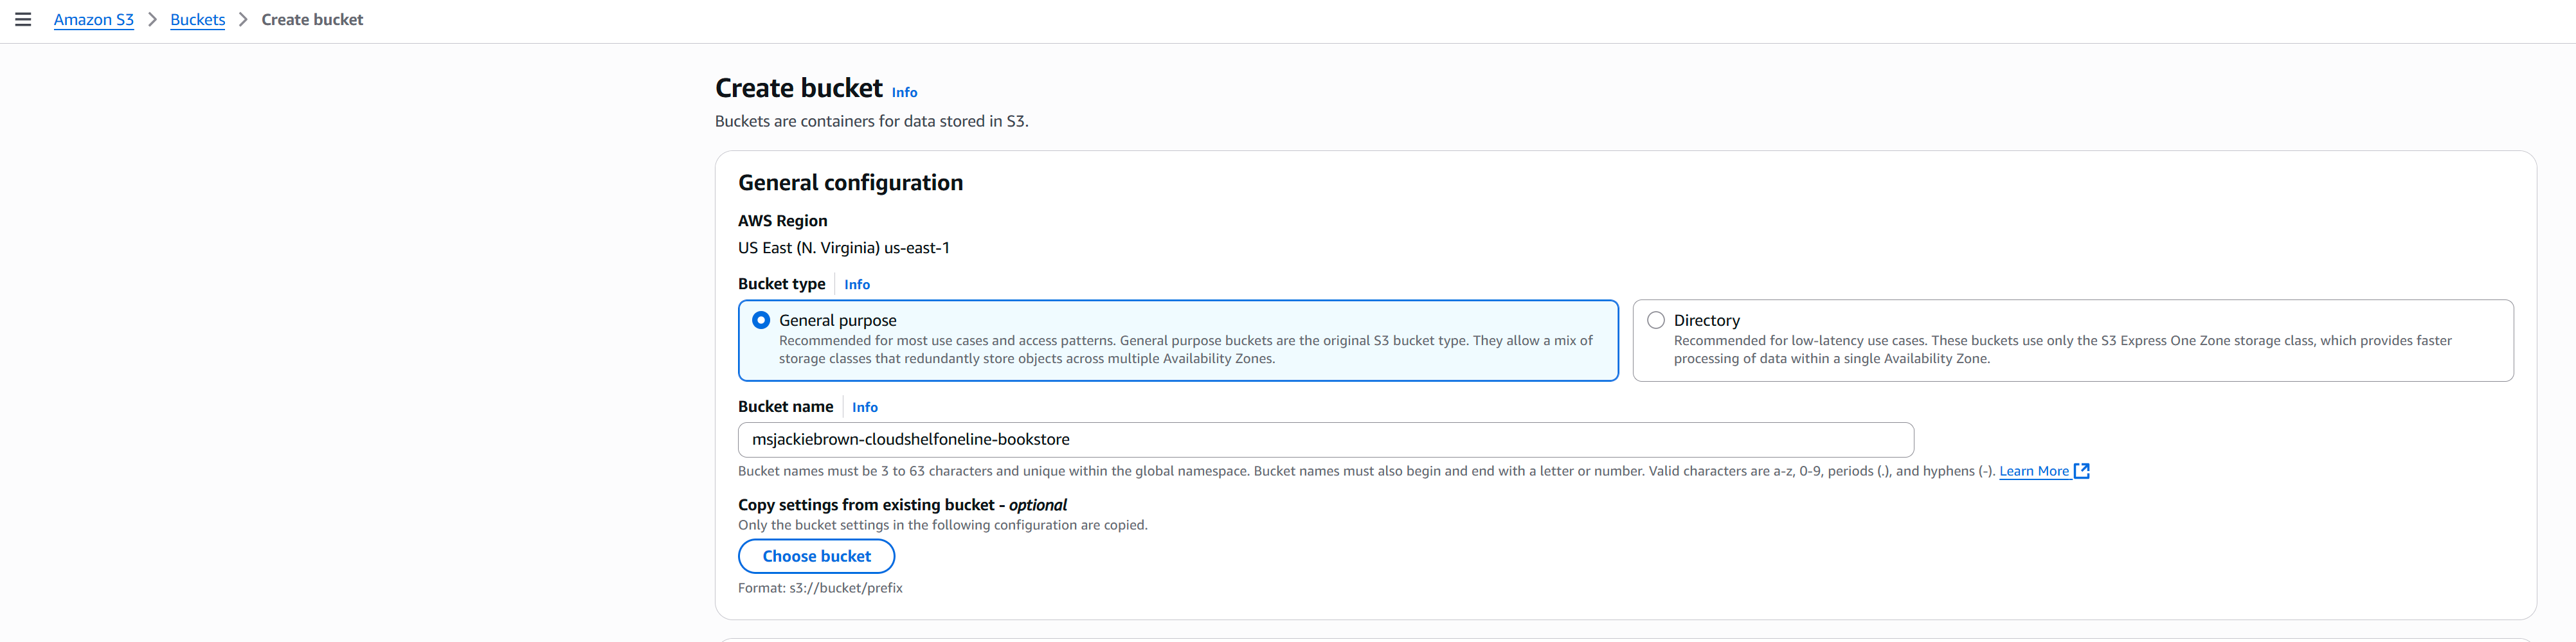 Amazon S3 > Buckets > Create bucket
Create bucket Info
Buckets are containers for data stored in S3.
General configuration
AWS Region
US East (N. Virginia) us-east-1
Bucket type Info
General purpose
Recommended for most use cases and access patterns. General purpose buckets are the original S3 bucket type. They allow a mix of
storage classes that redundantly store objects across multiple Availability Zones.
Directory
Recommended for low-latency use cases. These buckets use only the S3 Express One Zone storage class, which provides faster
processing of data within a single Availability Zone.
Bucket name Info
msjackiebrown-cloudshelfoneline-bookstore
Bucket names must be 3 to 63 characters and unique within the global namespace. Bucket names must also begin and end with a letter or number. Valid characters are a-z, 0-9, periods (.), and hyphens (-). Learn More
Copy settings from existing bucket - optional
Only the bucket settings in the following configuration are copied.
Choose bucket
Format: s3://bucket/prefix